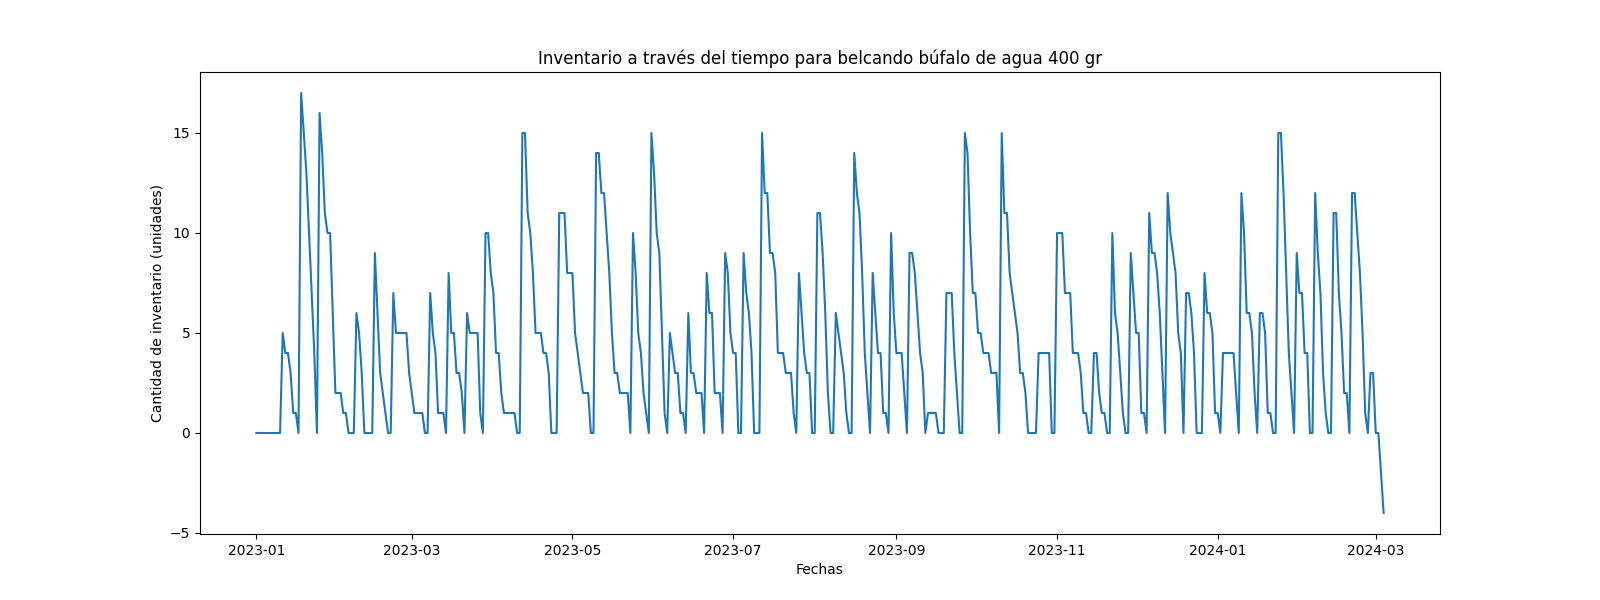 Inventario a través del tiempo para belcando búfalo de agua 400 gr
Cantidad de inventario (unidades)
15
10
5
0
−5
2023-01 2023-03 2023-05 2023-07 2023-09 2023-11 2024-01 2024-03
Fechas